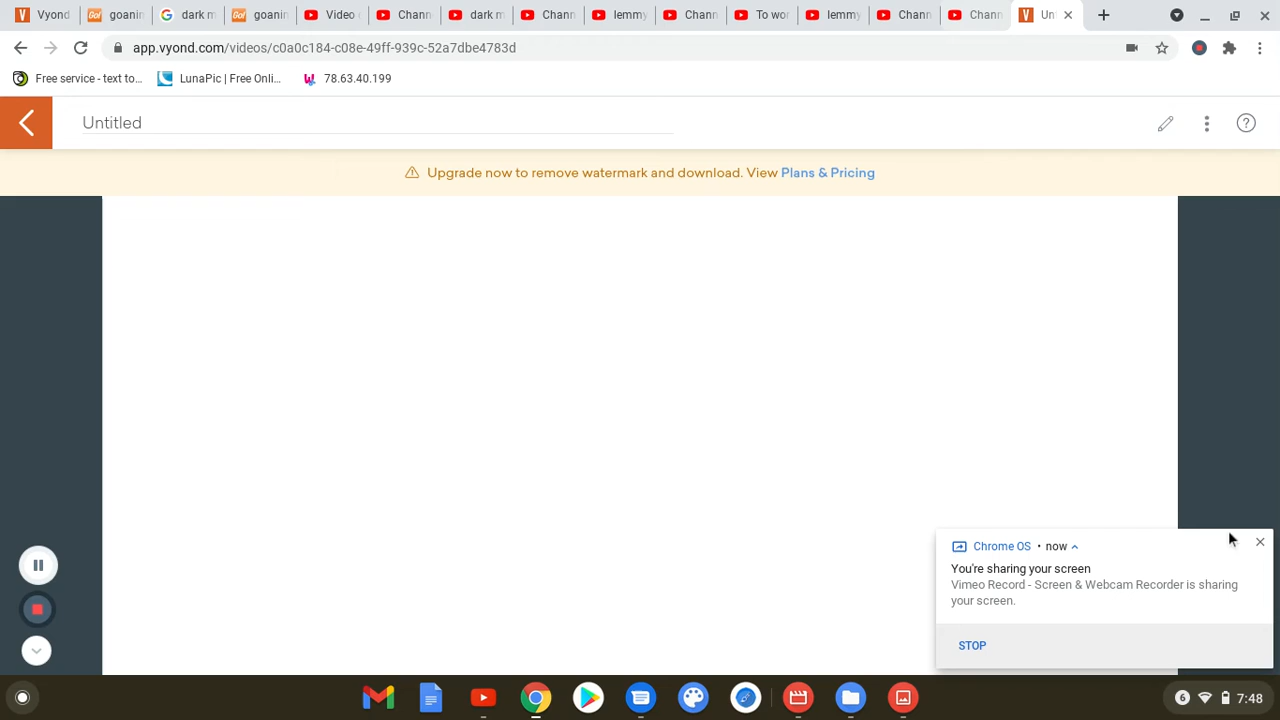 Vyond
goanin
dark m
goanin
Video
Chann
dark m
Chann
lemmy
Chann
To wo
lemmy
Chann
Chann
Un
app.vyond.com/videos/c0a0c184-c08e-49ff-939c-52a7dbe4783d
Free service - text to...
LunaPic | Free Onli...
78.63.40.199
Untitled
Upgrade now to remove watermark and download. View Plans & Pricing
Chrome OS • now
You're sharing your screen
Vimeo Record - Screen & Webcam Recorder is sharing
your screen.
STOP
6 7:48